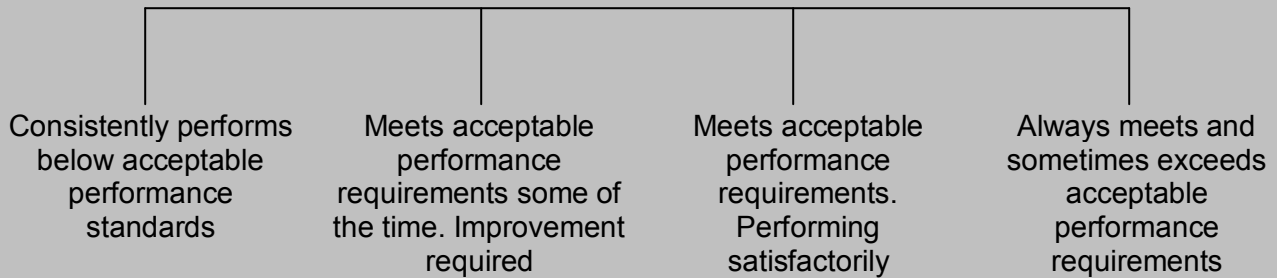 Consistently performs
below acceptable
performance
standards
Meets acceptable
performance
requirements some of
the time. Improvement
required
Meets acceptable
performance
requirements.
Performing
satisfactorily
Always meets and
sometimes exceeds
acceptable
performance
requirements